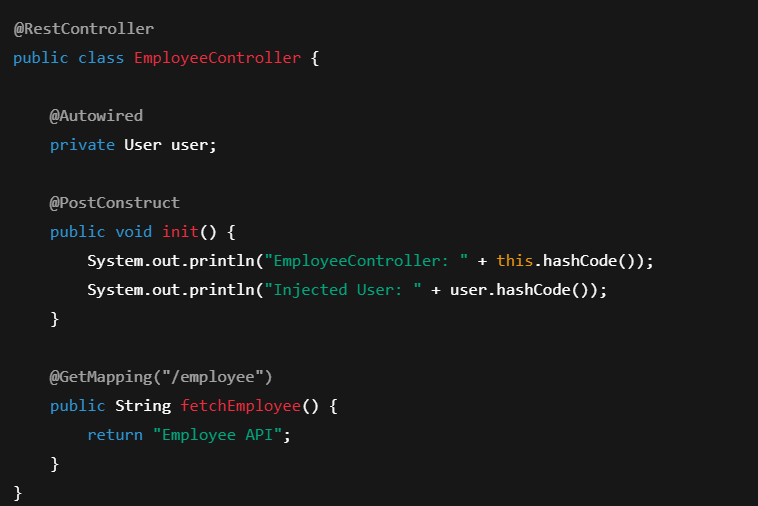 @RestController
public class EmployeeController {
@Autowired
private User user;
@PostConstruct
public void init() {
System.out.println("EmployeeController: " + this.hashCode());
System.out.println("Injected User: " + user.hashCode());
}
@GetMapping("/employee")
public String fetchEmployee() {
return "Employee API";
}
}